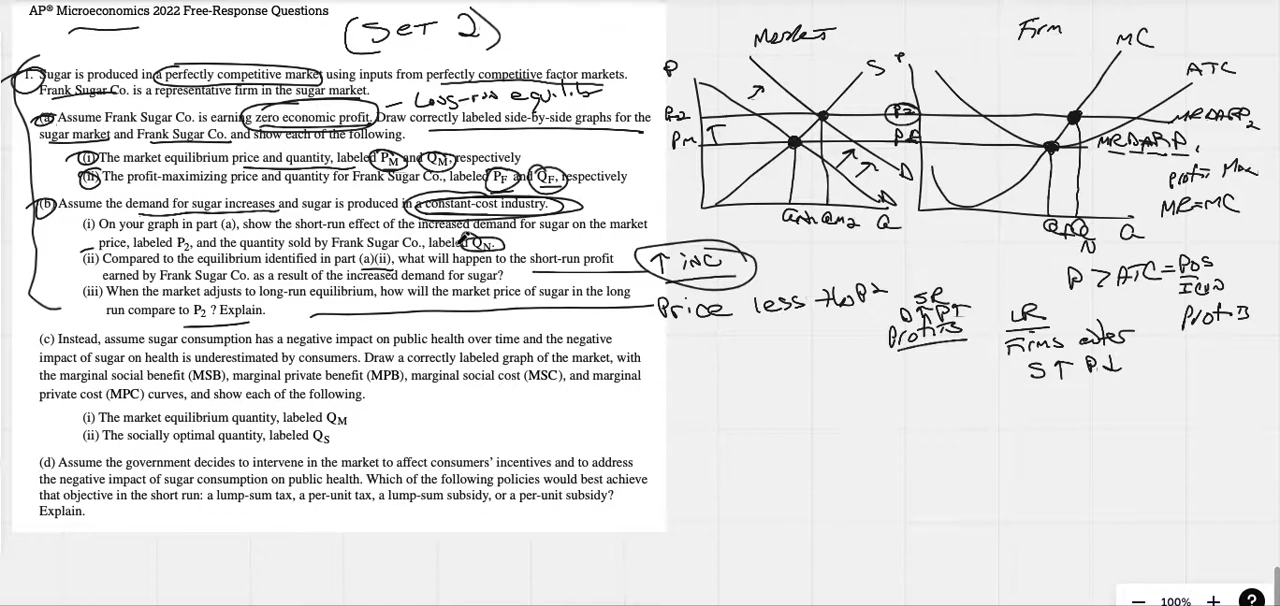 AP® Microeconomics 2022 Free-Response Questions
(SET 2)
1. Sugar is produced in a perfectly competitive market using inputs from perfectly competitive factor markets.
Frank Sugar Co. is a representative firm in the sugar market.
- Long-run equilib
(a) Assume Frank Sugar Co. is earning zero economic profit. Draw correctly labeled side-by-side graphs for the
sugar market and Frank Sugar Co. and show each of the following.
(i) The market equilibrium price and quantity, labeled PM and QM, respectively
(ii) The profit-maximizing price and quantity for Frank Sugar Co., labeled PF and QF, respectively
(b) Assume the demand for sugar increases and sugar is produced in a constant-cost industry.
(i) On your graph in part (a), show the short-run effect of the increased demand for sugar on the market
price, labeled P2, and the quantity sold by Frank Sugar Co., labeled QN.
(ii) Compared to the equilibrium identified in part (a)(ii), what will happen to the short-run profit
earned by Frank Sugar Co. as a result of the increased demand for sugar?
(iii) When the market adjusts to long-run equilibrium, how will the market price of sugar in the long
run compare to P2 ? Explain.
(c) Instead, assume sugar consumption has a negative impact on public health over time and the negative
impact of sugar on health is underestimated by consumers. Draw a correctly labeled graph of the market, with
the marginal social benefit (MSB), marginal private benefit (MPB), marginal social cost (MSC), and marginal
private cost (MPC) curves, and show each of the following.
(i) The market equilibrium quantity, labeled QM
(ii) The socially optimal quantity, labeled QS
(d) Assume the government decides to intervene in the market to affect consumers' incentives and to address
the negative impact of sugar consumption on public health. Which of the following policies would best achieve
that objective in the short run: a lump-sum tax, a per-unit tax, a lump-sum subsidy, or a per-unit subsidy?
Explain.
Market
P
S
P2
PM
D
D
Q
Firm
P
MC
ATC
P2
PF
MR=D=AR=P2
MR=D=AR=P,
Prof Max
MR=MC
N
Q
↑ INC
P > ATC = Pos
Econ
Profits
Price less than P2
SR
D↑ P↑
Profits
LR
Firms enter
S↑ P↓
100%